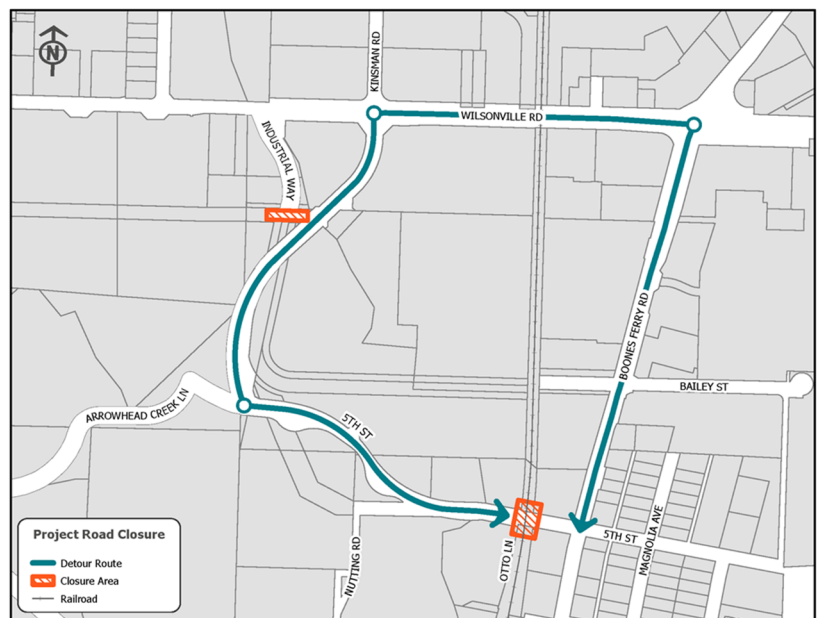 N
KINSMAN RD
WILSONVILLE RD
INDUSTRIAL WAY
BOONES FERRY RD
BAILEY ST
ARROWHEAD CREEK LN
5TH ST
5TH ST
MAGNOLIA AVE
OTTO LN
NUTTING RD
Project Road Closure
Detour Route
Closure Area
Railroad